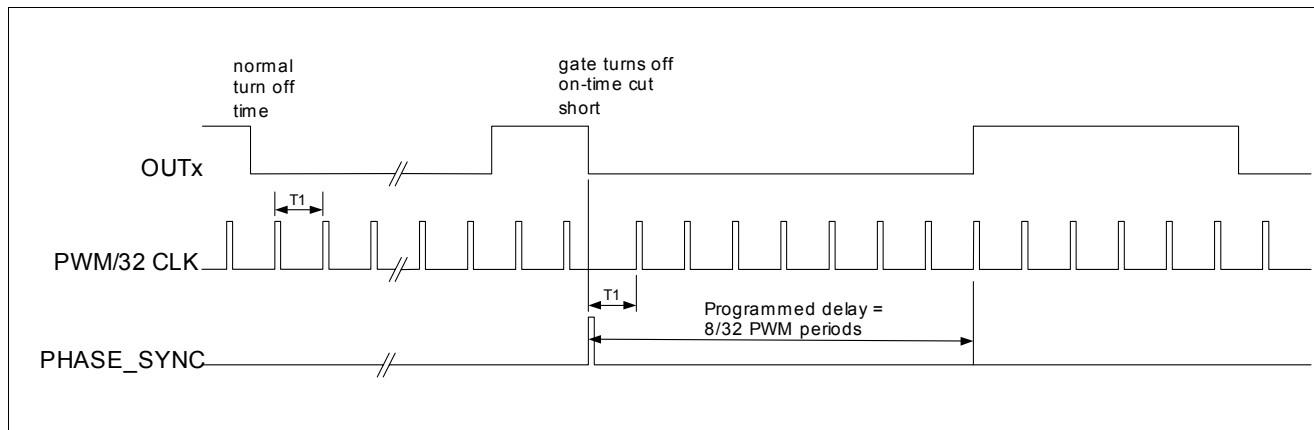 normal
turn off
time
gate turns off
on-time cut
short
OUTx
T1
PWM/32 CLK
T1
Programmed delay =
8/32 PWM periods
PHASE_SYNC